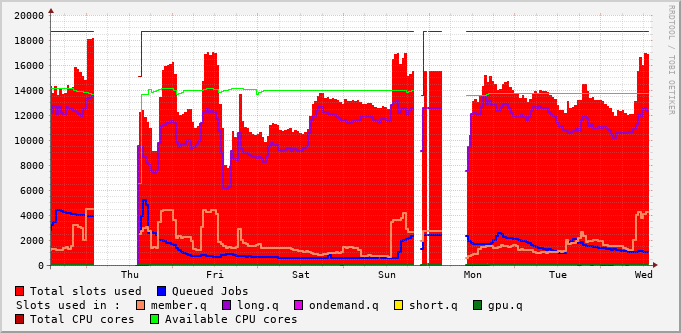 20000
18000
16000
14000
12000
10000
8000
6000
4000
2000
0
Thu Fri Sat Sun Mon Tue Wed
RRDTOOL / TOBI OETIKER
Total slots used Queued Jobs
Slots used in : member.q long.q ondemand.q short.q gpu.q
Total CPU cores Available CPU cores